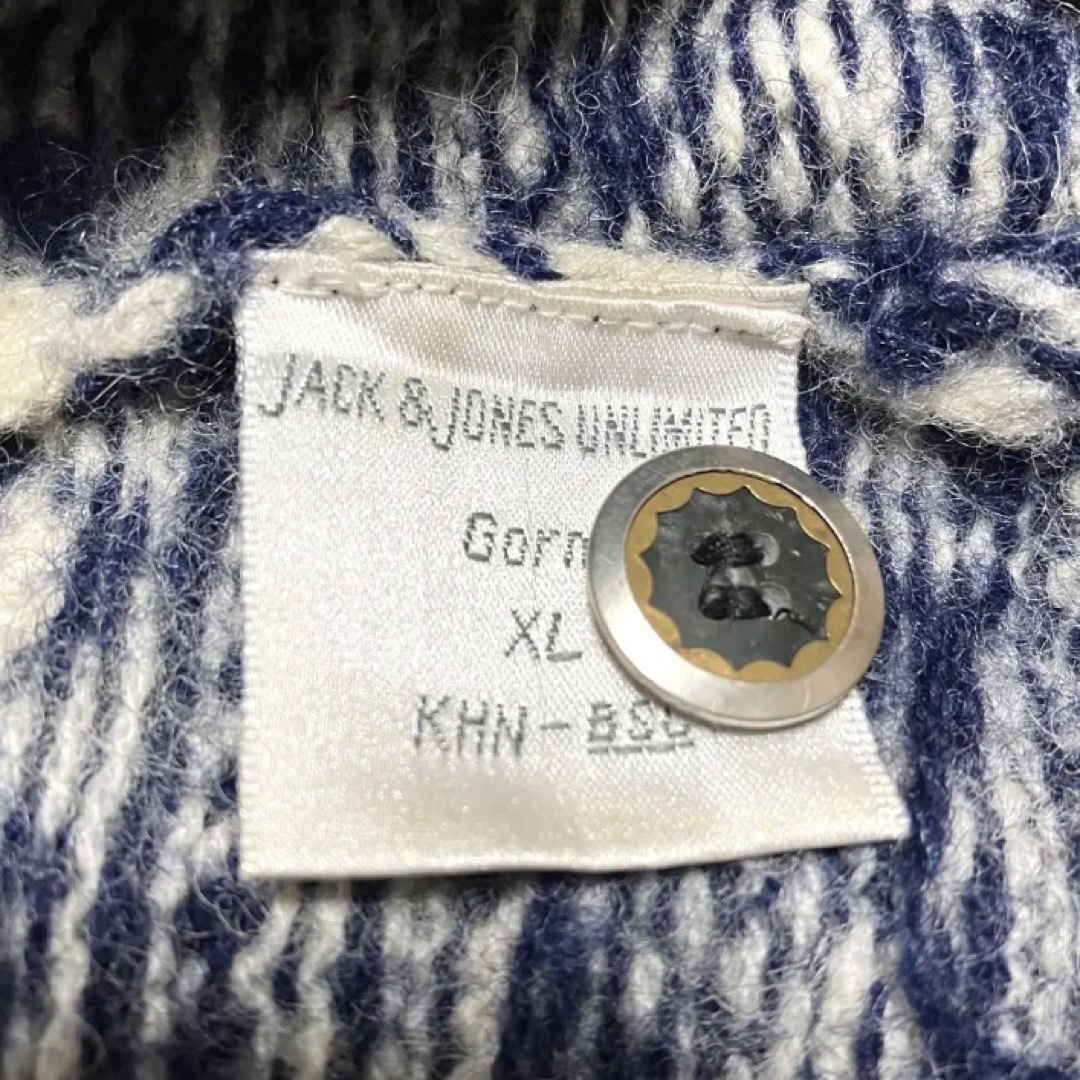 JACK & JONES UNLIMITED
XL
KHN-